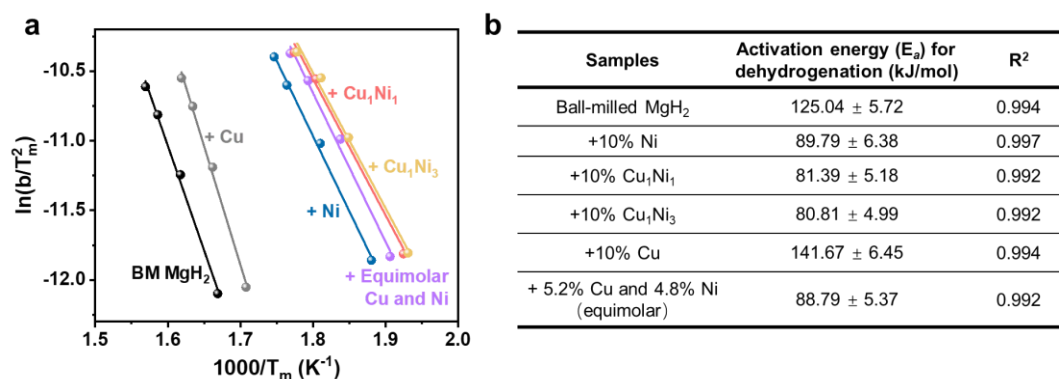 a
ln(b/T²ₘ)
-10.5
-11.0
-11.5
-12.0
+ Cu
+ Cu₁Ni₁
+ Cu₁Ni₃
+ Ni
BM MgH₂
+ Equimolar
Cu and Ni
1.5 1.6 1.7 1.8 1.9 2.0
1000/Tₘ (K⁻¹)
b
Samples Activation energy (Eₐ) for dehydrogenation (kJ/mol) R²
Ball-milled MgH₂ 125.04 ± 5.72 0.994
+10% Ni 89.79 ± 6.38 0.997
+10% Cu₁Ni₁ 81.39 ± 5.18 0.992
+10% Cu₁Ni₃ 80.81 ± 4.99 0.992
+10% Cu 141.67 ± 6.45 0.994
+ 5.2% Cu and 4.8% Ni (equimolar) 88.79 ± 5.37 0.992